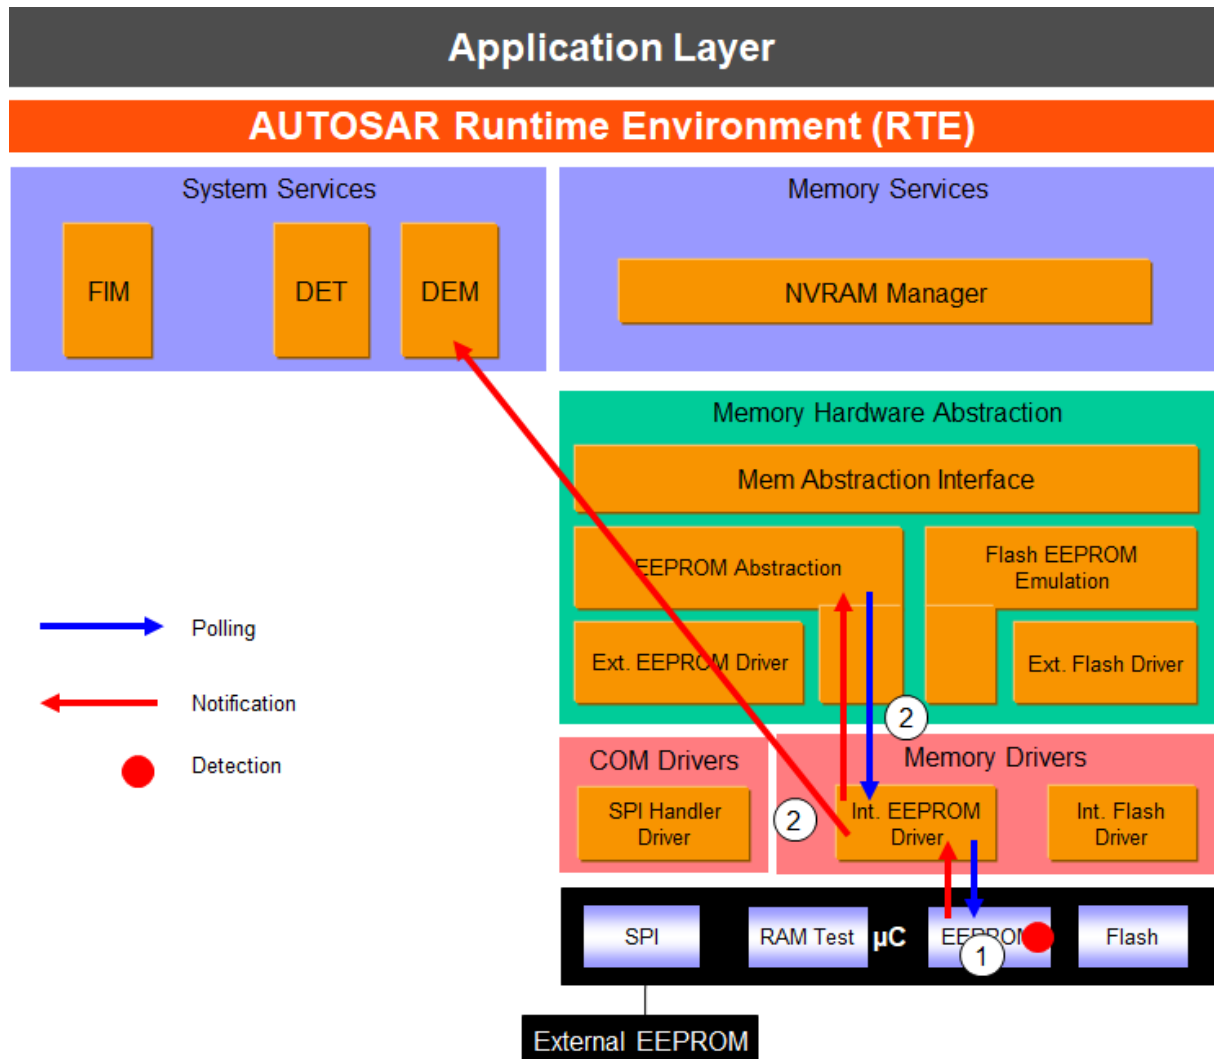 Application Layer
AUTOSAR Runtime Environment (RTE)
System Services
Memory Services
FIM
DET
DEM
NVRAM Manager
Memory Hardware Abstraction
Mem Abstraction Interface
EEPROM Abstraction
Flash EEPROM
Emulation
Ext. EEPROM Driver
Ext. Flash Driver
Polling
Notification
Detection
2
COM Drivers
Memory Drivers
SPI Handler
Driver
2
Int. EEPROM
Driver
Int. Flash
Driver
SPI
RAM Test
µC
EEPROM
1
Flash
External EEPROM